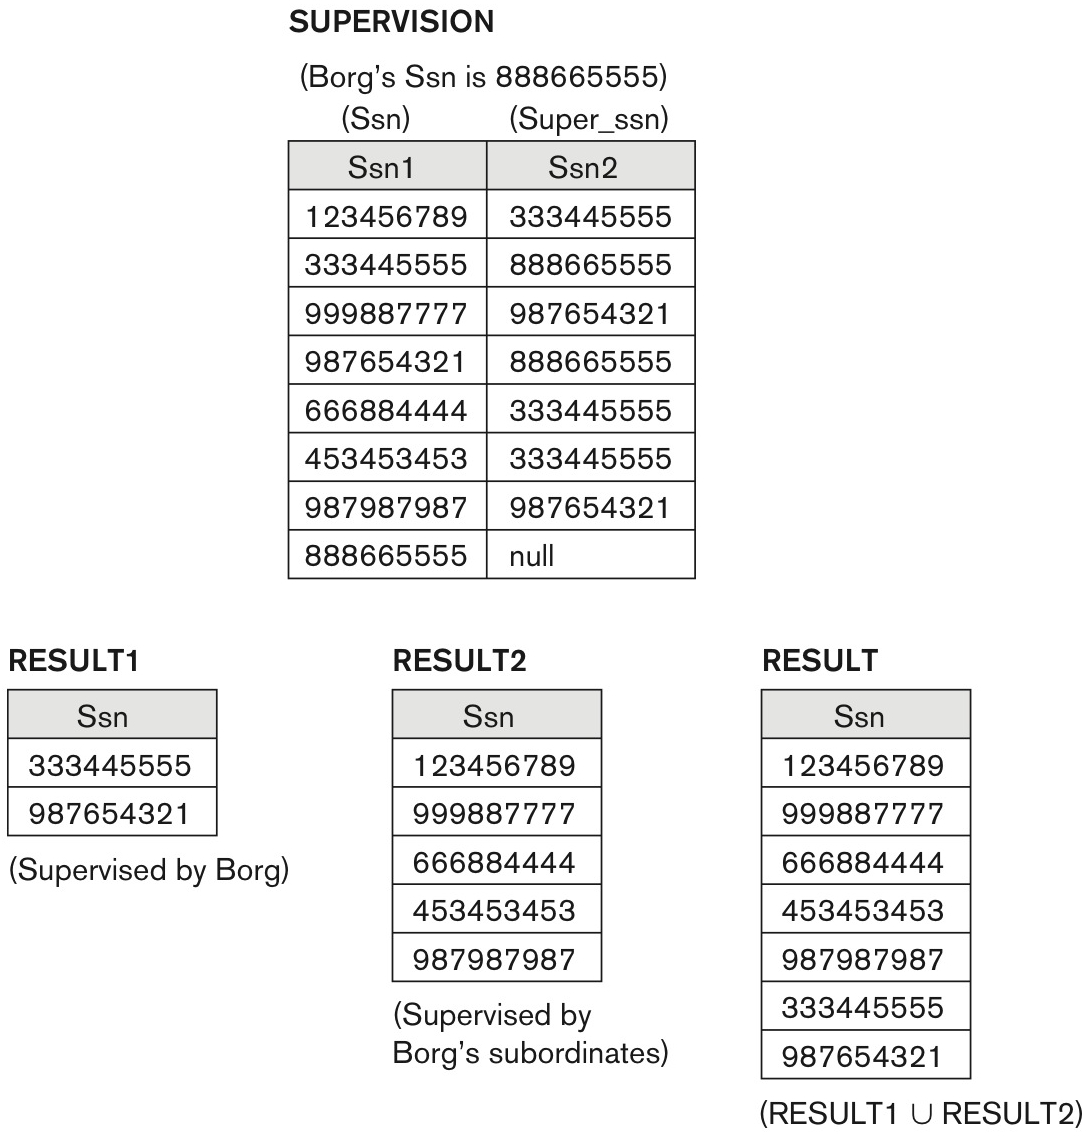 SUPERVISION
(Borg’s Ssn is 888665555)
(Ssn) (Super_ssn)
Ssn1 Ssn2
123456789 333445555
333445555 888665555
999887777 987654321
987654321 888665555
666884444 333445555
453453453 333445555
987987987 987654321
888665555 null
RESULT1
Ssn
333445555
987654321
(Supervised by Borg)
RESULT2
Ssn
123456789
999887777
666884444
453453453
987987987
(Supervised by
Borg’s subordinates)
RESULT
Ssn
123456789
999887777
666884444
453453453
987987987
333445555
987654321
(RESULT1 ∪ RESULT2)